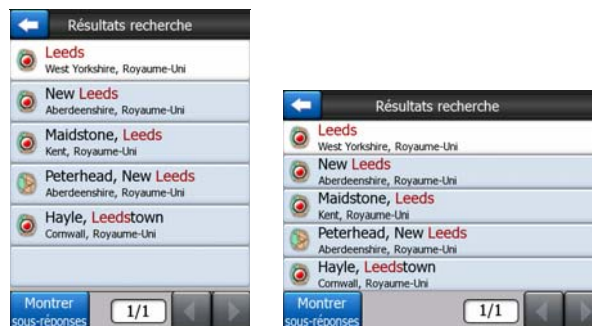 Résultats recherche
Leeds
West Yorkshire, Royaume-Uni
New Leeds
Aberdeenshire, Royaume-Uni
Maidstone, Leeds
Kent, Royaume-Uni
Peterhead, New Leeds
Aberdeenshire, Royaume-Uni
Hayle, Leedstown
Cornwall, Royaume-Uni
Montrer
sous-réponses
1/1
Résultats recherche
Leeds
West Yorkshire, Royaume-Uni
New Leeds
Aberdeenshire, Royaume-Uni
Maidstone, Leeds
Kent, Royaume-Uni
Peterhead, New Leeds
Aberdeenshire, Royaume-Uni
Hayle, Leedstown
Cornwall, Royaume-Uni
Montrer
sous-réponses
1/1